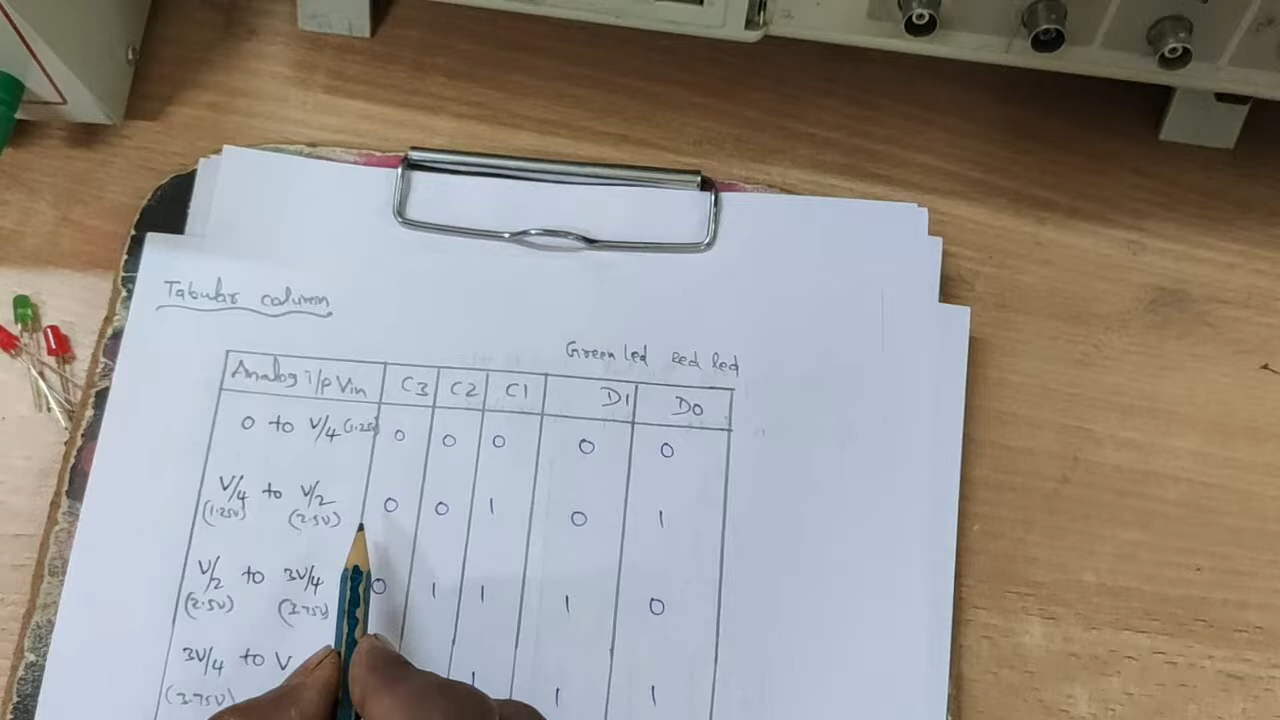 Tabular column
Green led Red led
Analog i/p Vin C3 C2 C1 D1 D0
0 to V/4 (1.25) 0 0 0 0 0
V/4 to V/2 0 0 1 0 1
(1.25V) (2.5V)
V/2 to 3V/4 0 1 1 1 0
(2.5V) (3.75V)
3V/4 to V 1 1 1
(3.75V)